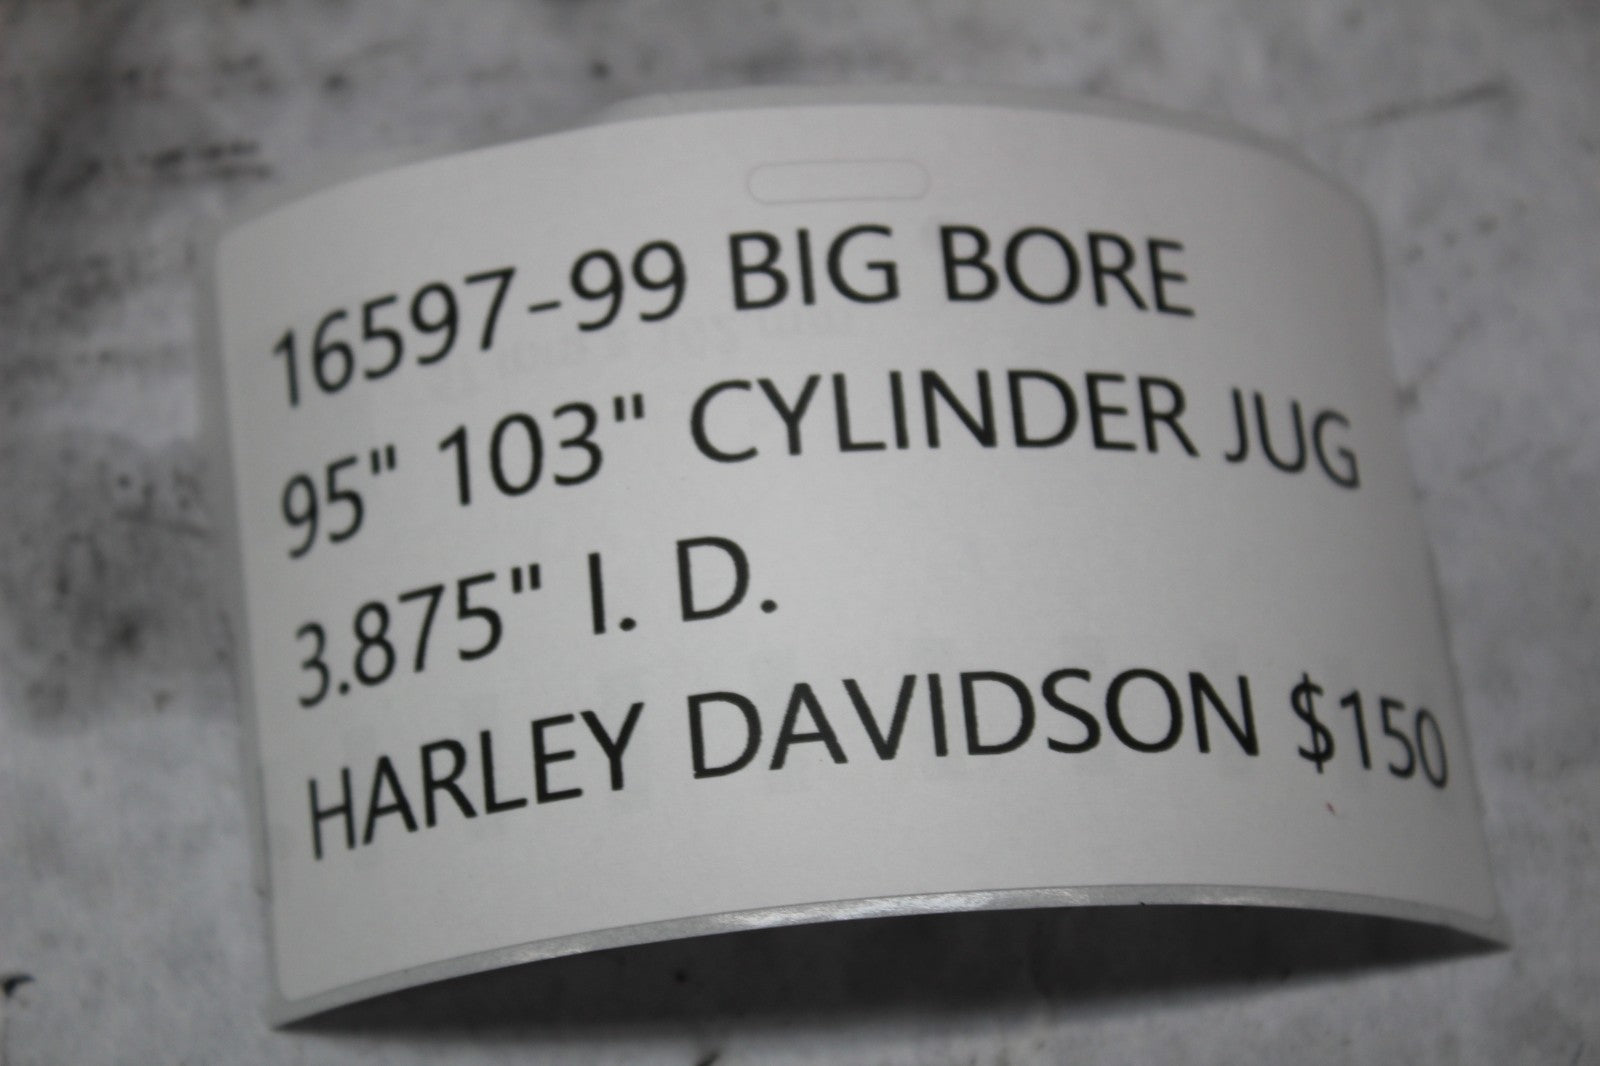 16597-99 BIG BORE
95" 103" CYLINDER JUG
3.875" I. D.
HARLEY DAVIDSON $150